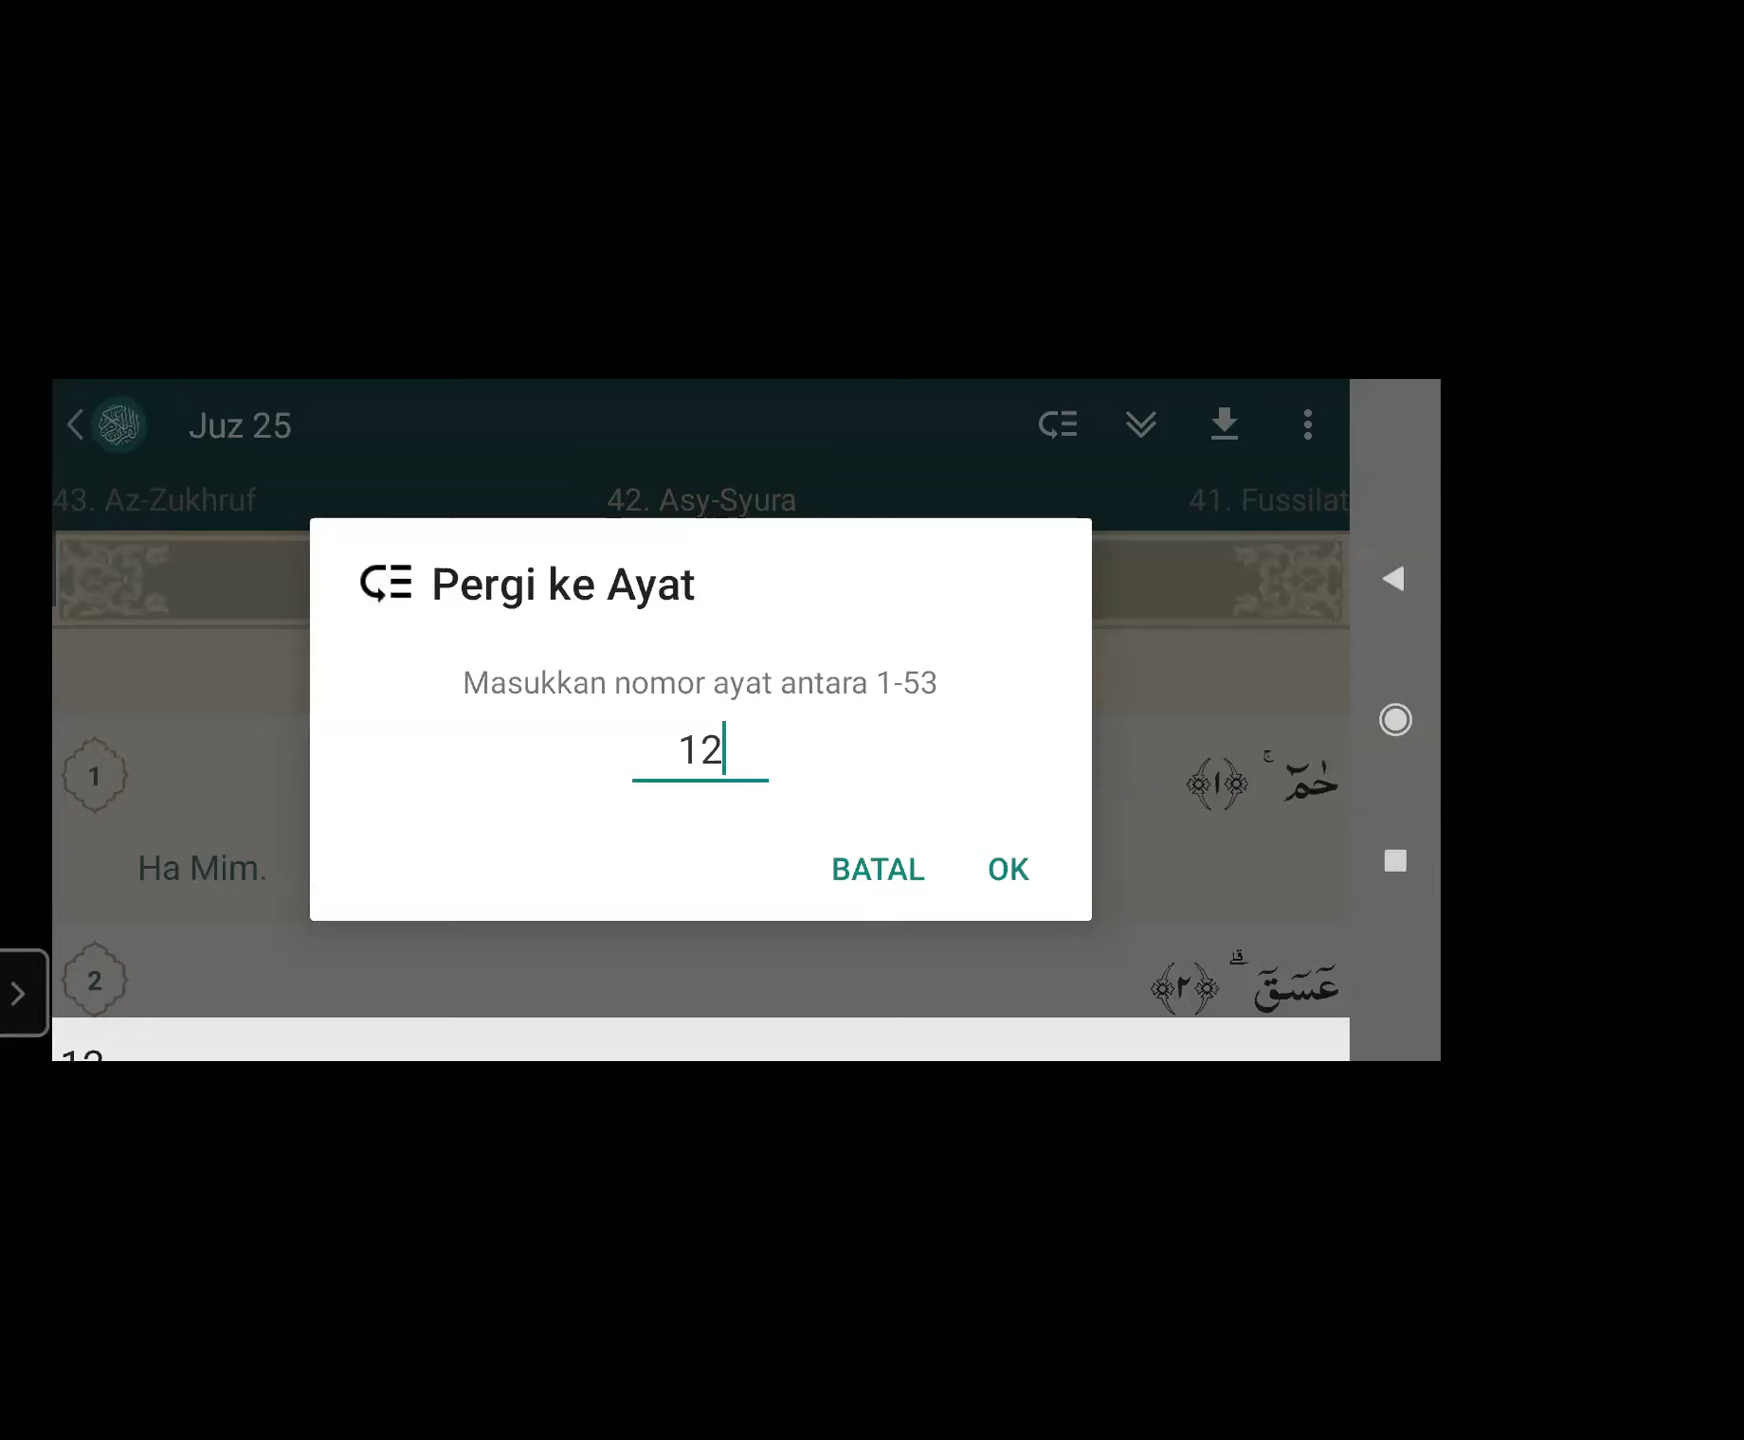 Juz 25
43. Az-Zukhruf 42. Asy-Syura 41. Fussilat
Pergi ke Ayat
Masukkan nomor ayat antara 1-53
12
BATAL OK
1
حٰمۤ ۚ ﴿١﴾
Ha Mim.
2
عۤسۤقۤ ۗ ﴿٢﴾
12